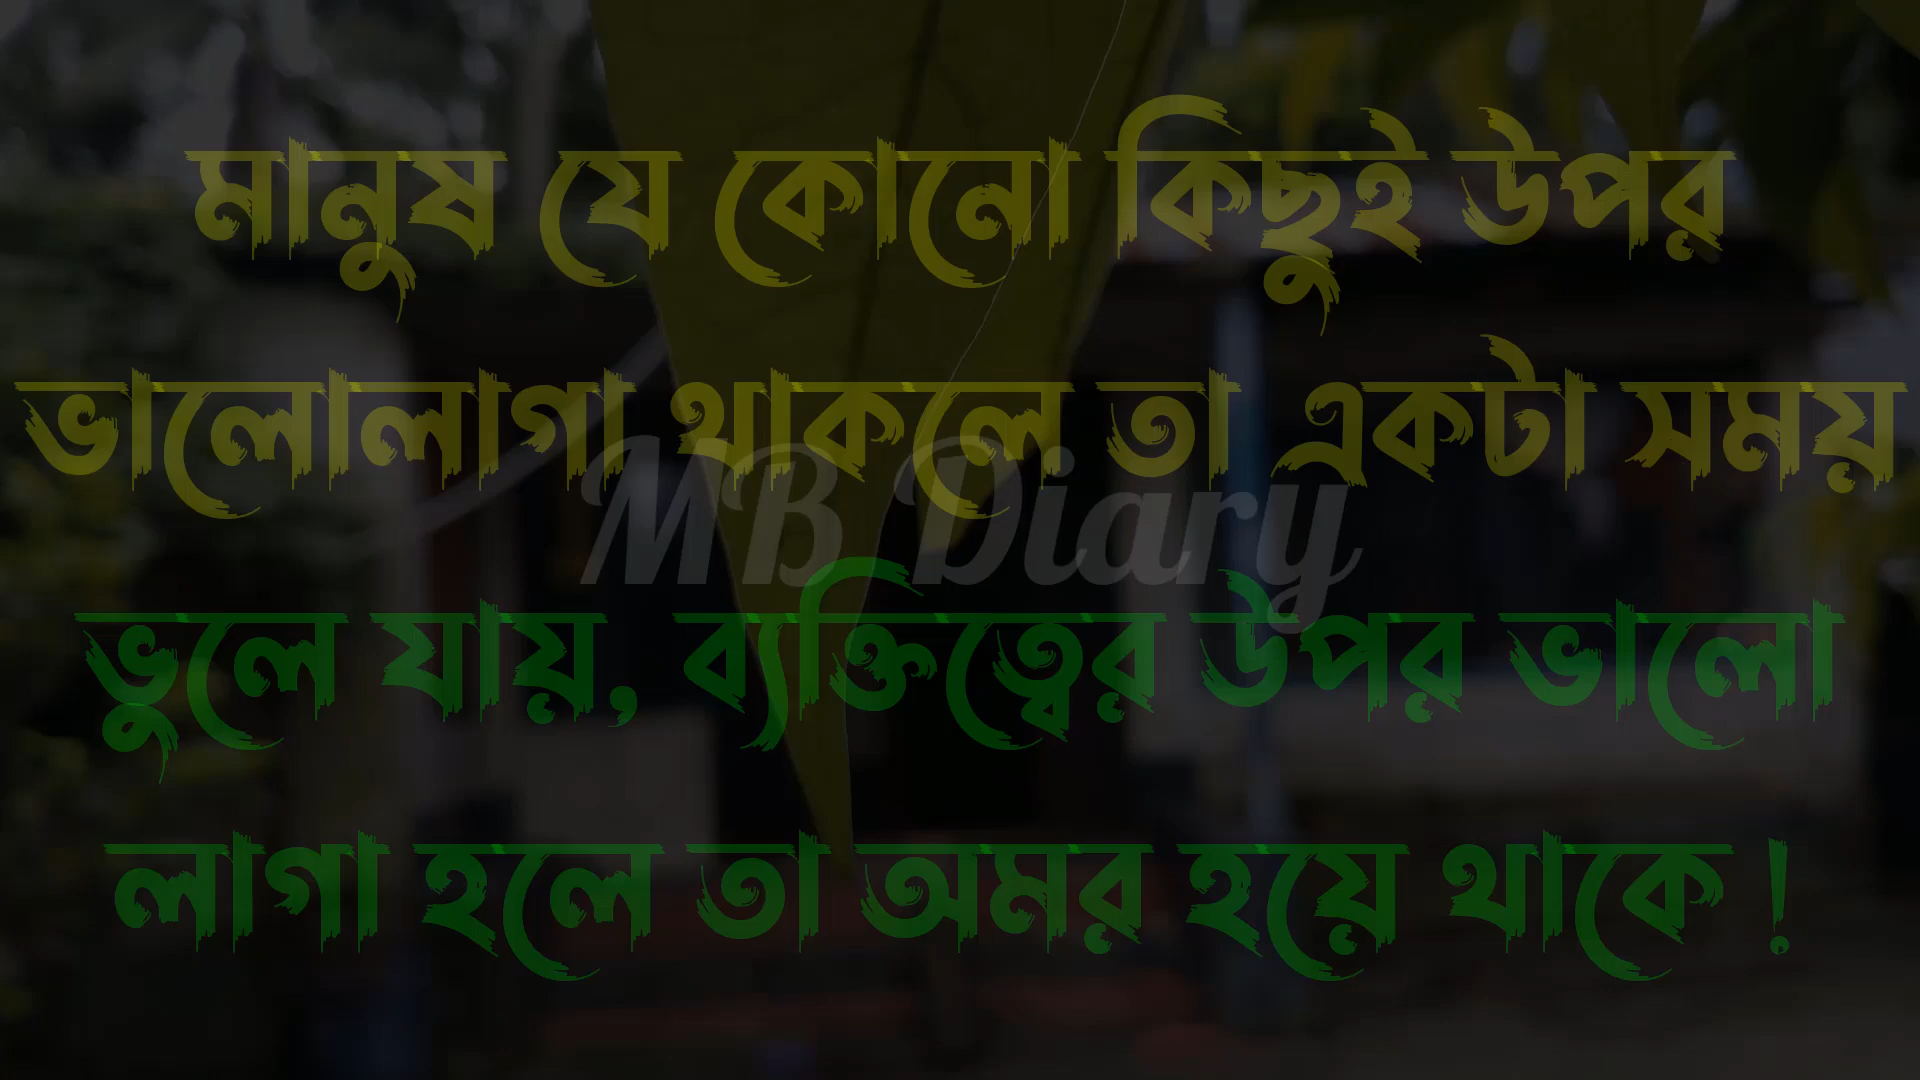 মানুষ যে কোনো কিছুই উপর
ভালোলাগা থাকলে তা একটা সময়
MB Diary
ভুলে যায়, ব্যক্তিত্বের উপর ভালো
লাগা হলে তা অমর হয়ে থাকে !